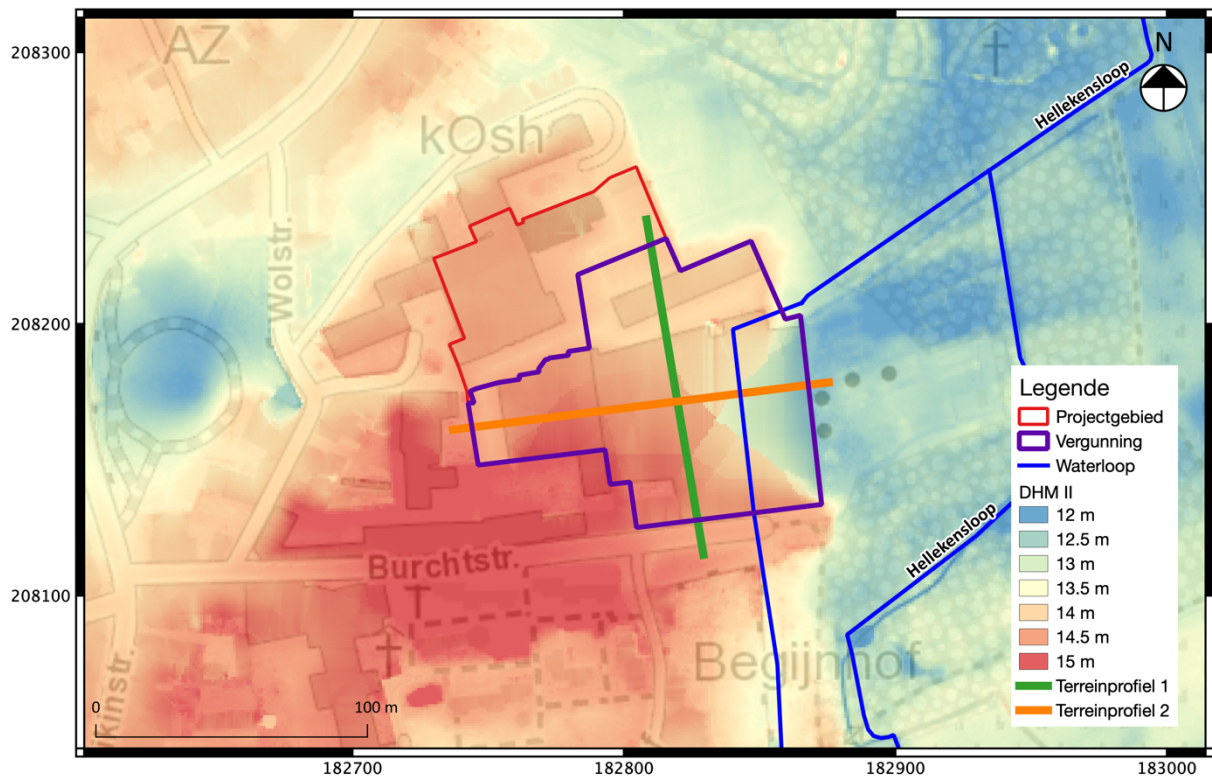 208300
208200
208100
182700
182800
182900
183000
AZ
kOsh
Wolstr.
Burchtstr.
Begijnhof
ikinstr.
Hellekensloop
Hellekensloop
N
0
100 m
Legende
Projectgebied
Vergunning
Waterloop
DHM II
12 m
12.5 m
13 m
13.5 m
14 m
14.5 m
15 m
Terreinprofiel 1
Terreinprofiel 2